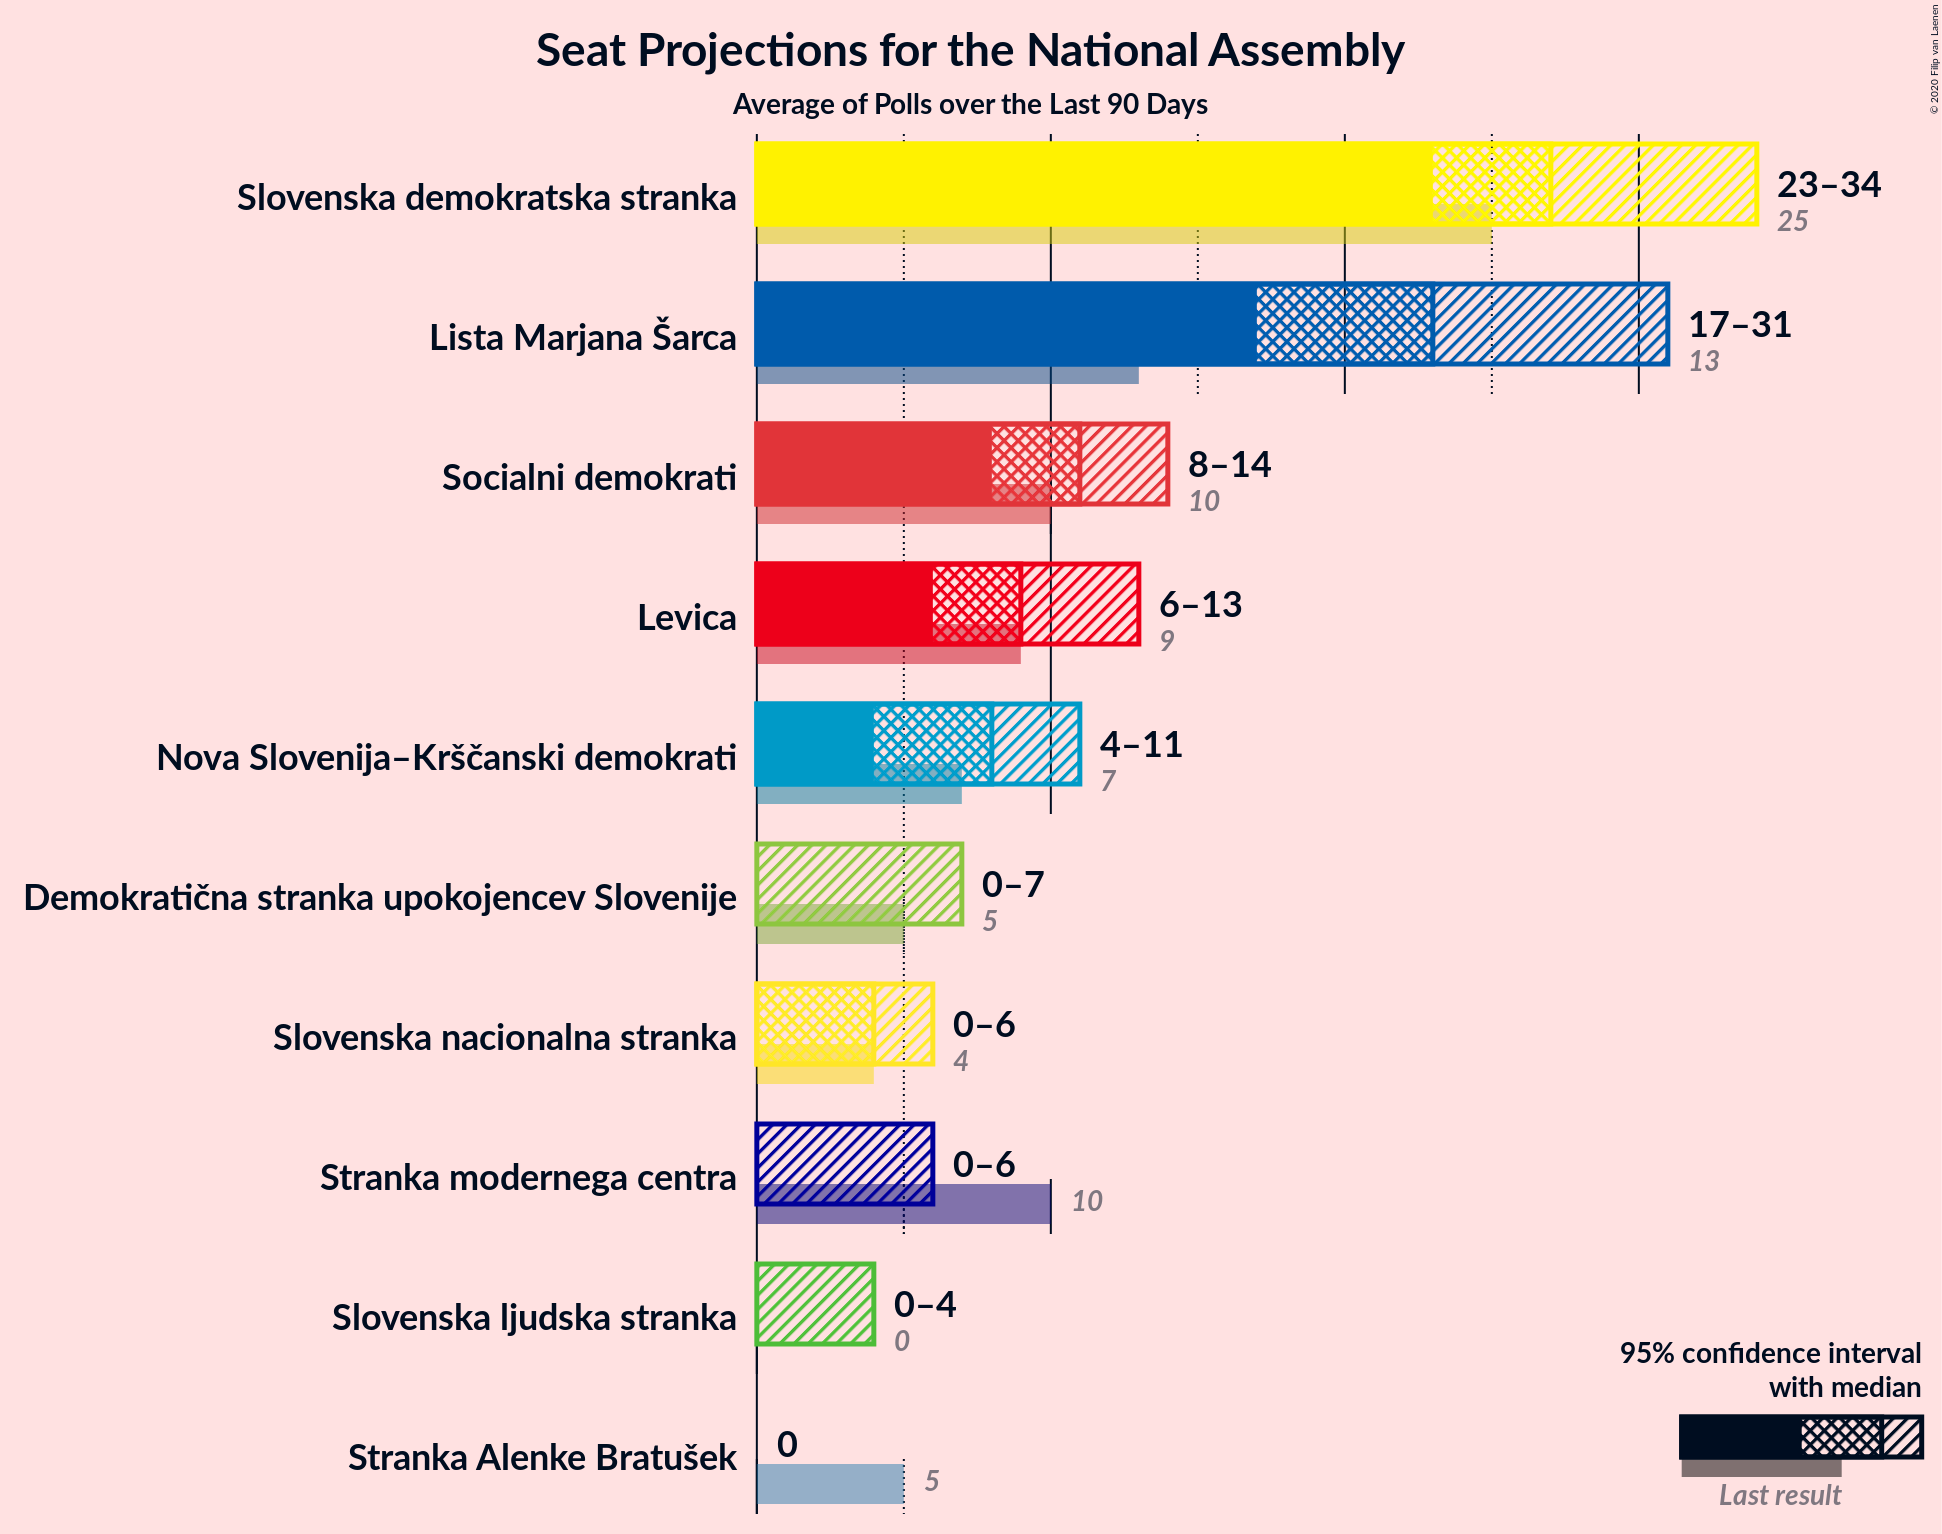 Seat Projections for the National Assembly
Average of Polls over the Last 90 Days
© 2020 Filip van Laenen
Slovenska demokratska stranka
23–34
25
Lista Marjana Šarca
17–31
13
Socialni demokrati
8–14
10
Levica
6–13
9
Nova Slovenija–Krščanski demokrati
4–11
7
Demokratična stranka upokojencev Slovenije
0–7
5
Slovenska nacionalna stranka
0–6
4
Stranka modernega centra
0–6
10
Slovenska ljudska stranka
0–4
0
Stranka Alenke Bratušek
0
5
95% confidence interval
with median
Last result